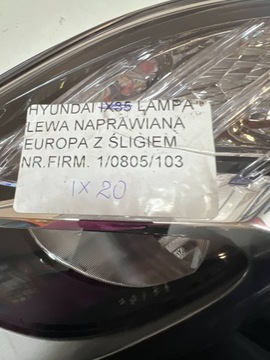 HYUNDAI IX35 LAMPA
LEWA NAPRAWIANA
EUROPA Z ŚLIGIEM
NR.FIRM. 1/0805/103
IX 20